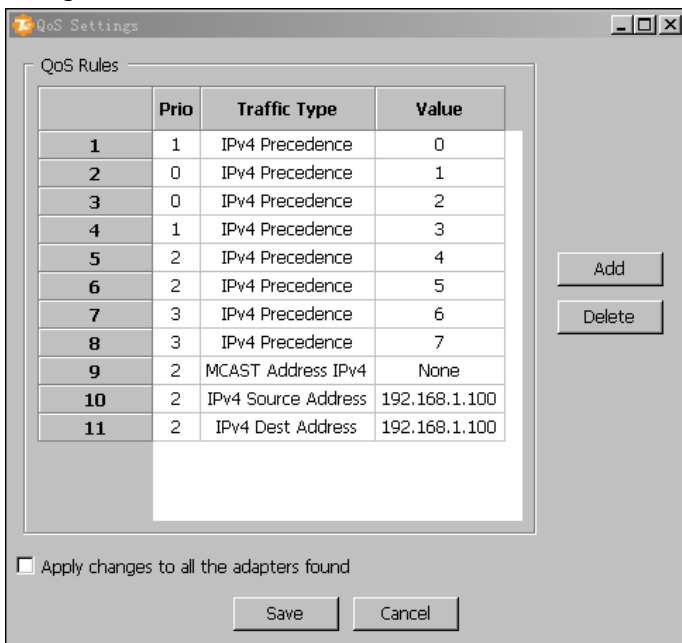 QoS Settings
QoS Rules
Prio Traffic Type Value
1 1 IPv4 Precedence 0
2 0 IPv4 Precedence 1
3 0 IPv4 Precedence 2
4 1 IPv4 Precedence 3
5 2 IPv4 Precedence 4
6 2 IPv4 Precedence 5
7 3 IPv4 Precedence 6
8 3 IPv4 Precedence 7
9 2 MCAST Address IPv4 None
10 2 IPv4 Source Address 192.168.1.100
11 2 IPv4 Dest Address 192.168.1.100
Add
Delete
Apply changes to all the adapters found
Save Cancel